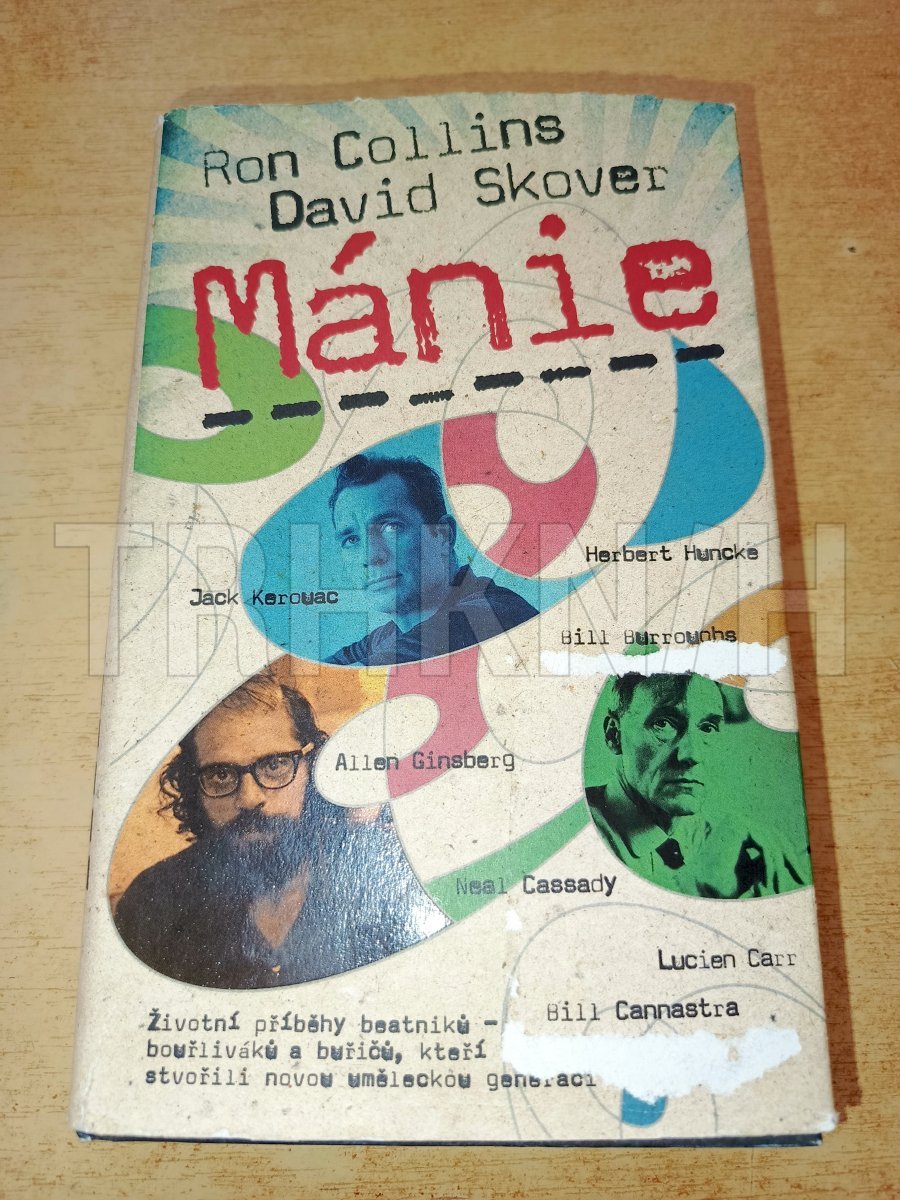 Ron Collins
David Skover
Mánie
Herbert Huncke
Jack Kerouac
Bill Burroughs
TRHKNIH
Allen Ginsberg
Neal Cassady
Lucien Carr
Bill Cannastra
Životní příběhy beatniků –
bouřliváků a buřičů, kteří
stvořili novou uměleckou generaci